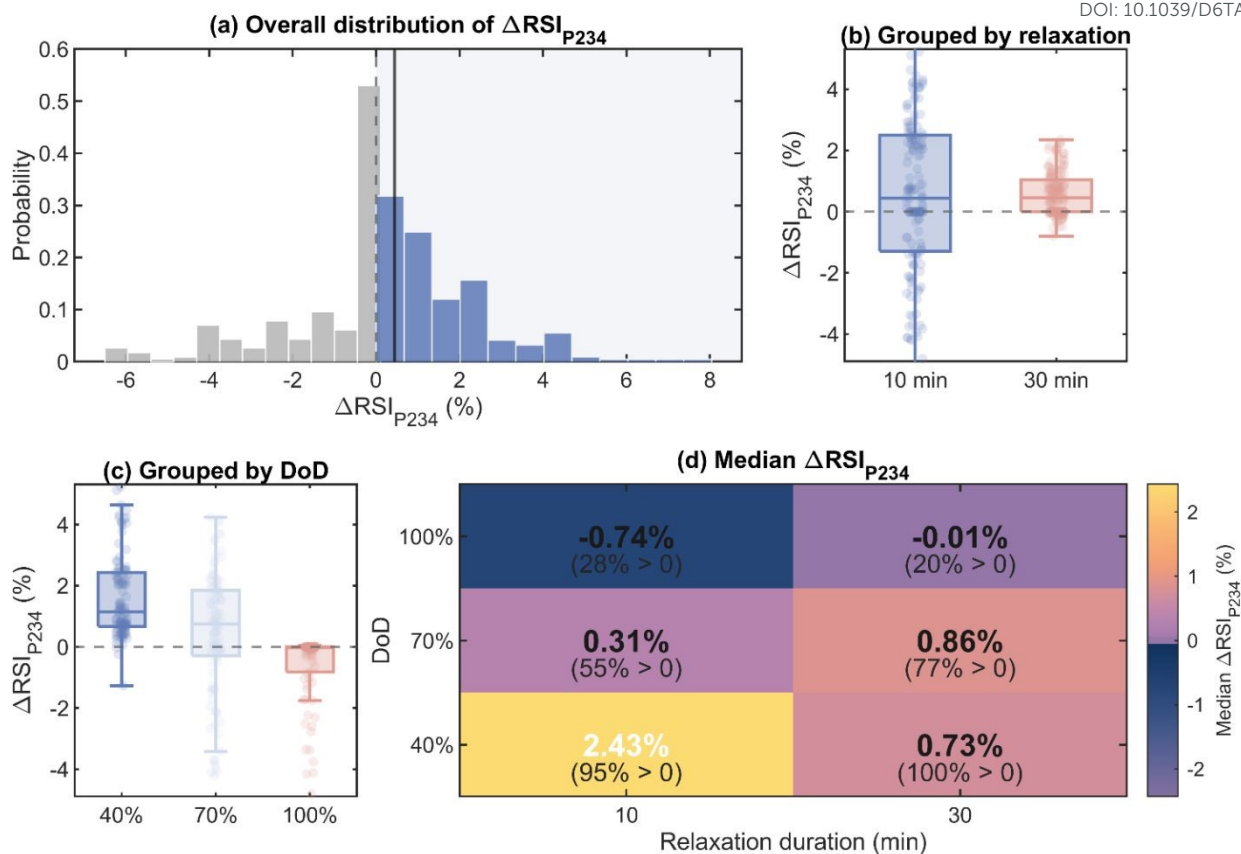 DOI: 10.1039/D6TA
(a) Overall distribution of ΔRSI_P234
0.6
0.5
0.4
0.3
0.2
0.1
0
Probability
-6 -4 -2 0 2 4 6 8
ΔRSI_P234 (%)
(b) Grouped by relaxation
4
2
0
-2
-4
ΔRSI_P234 (%)
10 min 30 min
(c) Grouped by DoD
4
2
0
-2
-4
ΔRSI_P234 (%)
40% 70% 100%
(d) Median ΔRSI_P234
DoD
100%
-0.74%
(28% > 0)
-0.01%
(20% > 0)
70%
0.31%
(55% > 0)
0.86%
(77% > 0)
40%
2.43%
(95% > 0)
0.73%
(100% > 0)
10 30
Relaxation duration (min)
2
1
0
-1
-2
Median ΔRSI_P234 (%)